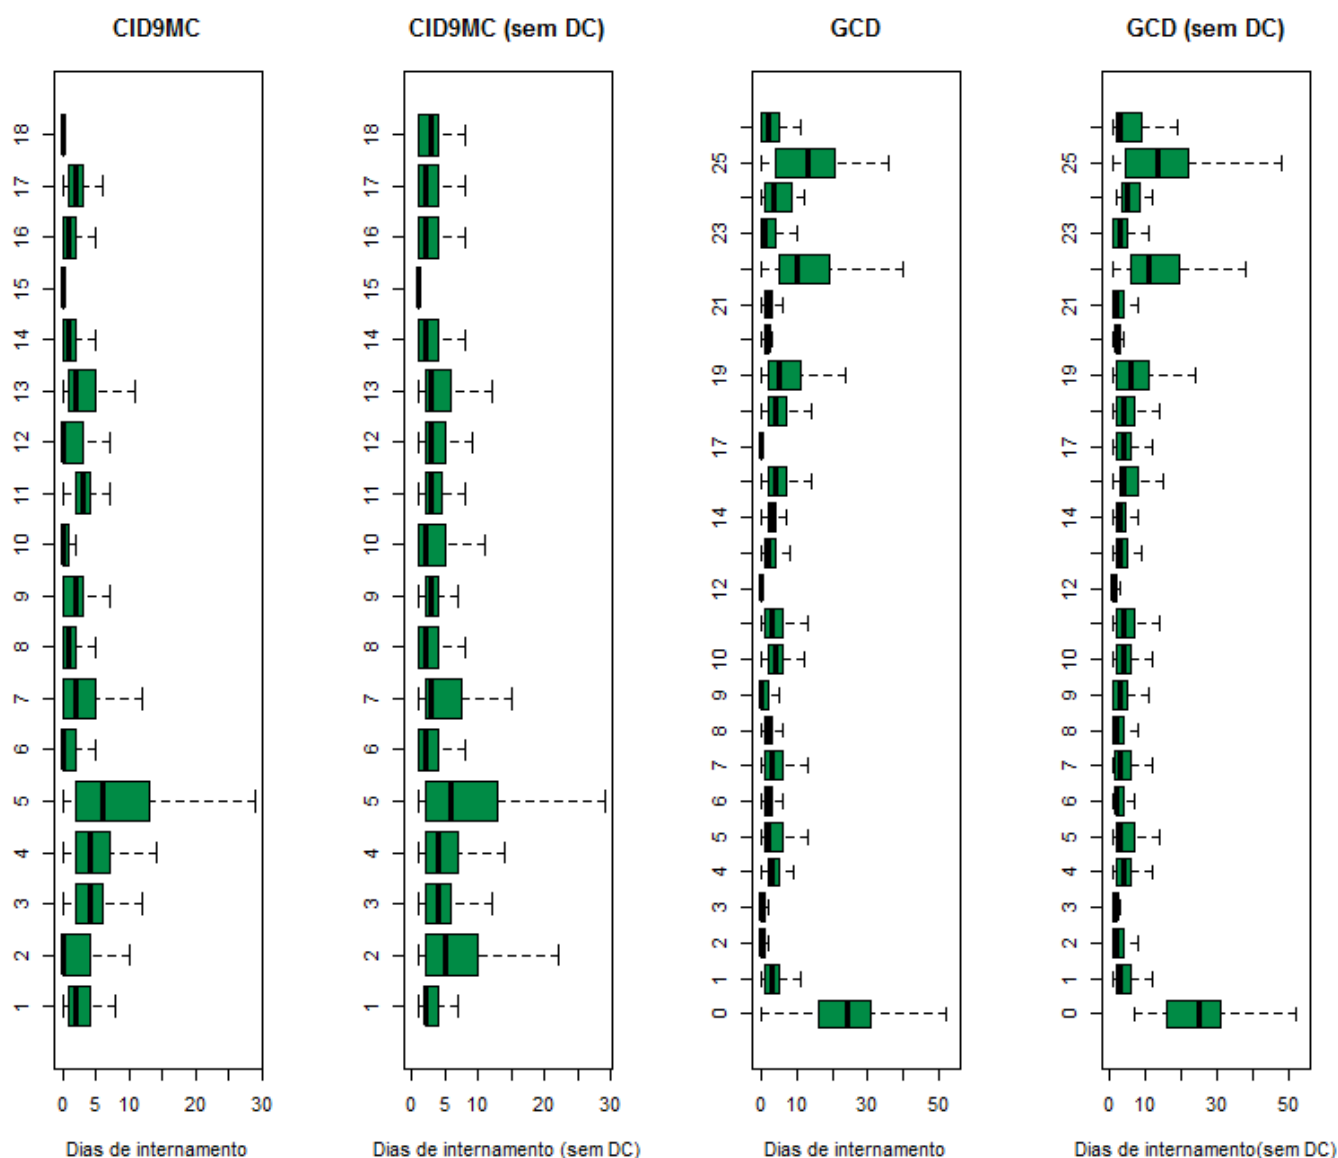 CID9MC CID9MC (sem DC) GCD GCD (sem DC)
18 18
17 17 25 25
16 16 23 23
15 15 21 21
14 14 19 19
13 13
12 12 17 17
11 11 14 14
10 10 12 12
9 9 10 10
8 8 9 9
7 7 8 8
6 6 7 7
5 5 6 6
4 4 5 5
3 3 4 4
2 2 3 3
1 1 2 2
1 1
0 0
0 5 10 20 30 0 5 10 20 30 0 10 30 50 0 10 30 50
Dias de internamento Dias de internamento (sem DC) Dias de internamento Dias de internamento(sem DC)